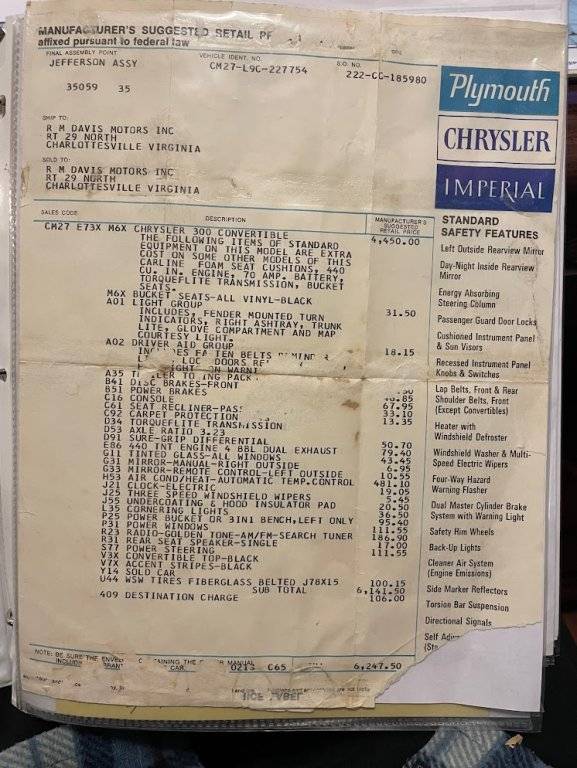 MANUFACTURER'S SUGGESTED RETAIL
affixed pursuant to federal law
FINAL ASSEMBLY POINT
JEFFERSON ASSY
VEHICLE IDENT. NO.
CM27-L9C-227754
S.O. NO.
222-CC-185980
35059 35
SHIP TO:
R M DAVIS MOTORS INC
RT 29 NORTH
CHARLOTTESVILLE VIRGINIA
SOLD TO:
R M DAVIS MOTORS INC
RT 29 NORTH
CHARLOTTESVILLE VIRGINIA
Plymouth
CHRYSLER
IMPERIAL
SALES CODE
DESCRIPTION
MANUFACTURER'S
SUGGESTED
RETAIL PRICE
CM27 E73X M6X CHRYSLER 300 CONVERTIBLE 4,450.00
THE FOLLOWING ITEMS OF STANDARD
EQUIPMENT ON THIS MODEL ARE EXTRA
COST ON SOME OTHER MODELS OF THIS
CARLINE FOAM SEAT CUSHIONS, 440
CU. IN. ENGINE, 70 AMP. BATTERY,
TORQUEFLITE TRANSMISSION, BUCKET
SEATS.
M6X BUCKET SEATS-ALL VINYL-BLACK
A01 LIGHT GROUP 31.50
INCLUDES, FENDER MOUNTED TURN
INDICATORS, RIGHT ASHTRAY, TRUNK
LITE, GLOVE COMPARTMENT AND MAP
COURTESY LIGHT.
A02 DRIVER AID GROUP 18.15
BELTS
A35
B41 DISC BRAKES-FRONT
B51 POWER BRAKES
C16 CONSOLE
C61 SEAT RECLINER-PASS 67.95
C92 CARPET PROTECTION 33.10
D34 TORQUEFLITE TRANSMISSION 13.35
D53 AXLE RATIO 3.23
D91 SURE-GRIP DIFFERENTIAL 50.70
E86 440 TNT ENGINE 4 BBL DUAL EXHAUST 79.40
G11 TINTED GLASS-ALL WINDOWS 43.45
G31 MIRROR-MANUAL-RIGHT OUTSIDE 6.95
G33 MIRROR-REMOTE CONTROL-LEFT OUTSIDE 10.55
H53 AIR COND/HEAT-AUTOMATIC TEMP.CONTROL 481.10
J21 CLOCK-ELECTRIC 19.05
J25 THREE SPEED WINDSHIELD WIPERS 5.45
J55 UNDERCOATING & HOOD INSULATOR PAD 20.50
L35 CORNERING LIGHTS 36.50
P25 POWER BUCKET OR 3IN1 BENCH,LEFT ONLY 95.40
P31 POWER WINDOWS 111.55
R23 RADIO-GOLDEN TONE-AM/FM-SEARCH TUNER 186.90
R31 REAR SEAT SPEAKER-SINGLE 17.00
S77 POWER STEERING 111.55
V3X CONVERTIBLE TOP-BLACK
V7X ACCENT STRIPES-BLACK
Y14 SOLD CAR
U44 WSW TIRES FIBERGLASS BELTED J78X15 100.15
SUB TOTAL 6,141.50
409 DESTINATION CHARGE 106.00
NOTE: BE SURE THE
MANUAL
CAR.
C65
6,247.50
STANDARD
SAFETY FEATURES
Left Outside Rearview Mirror
Day-Night Inside Rearview
Mirror
Energy Absorbing
Steering Column
Passenger Guard Door Locks
Cushioned Instrument Panel
& Sun Visors
Recessed Instrument Panel
Knobs & Switches
Lap Belts, Front & Rear
Shoulder Belts, Front
(Except Convertibles)
Heater with
Windshield Defroster
Windshield Washer & Multi-
Speed Electric Wipers
Four-Way Hazard
Warning Flasher
Dual Master Cylinder Brake
System with Warning Light
Safety Rim Wheels
Back-Up Lights
Cleaner Air System
(Engine Emissions)
Side Marker Reflectors
Torsion Bar Suspension
Directional Signals
Self